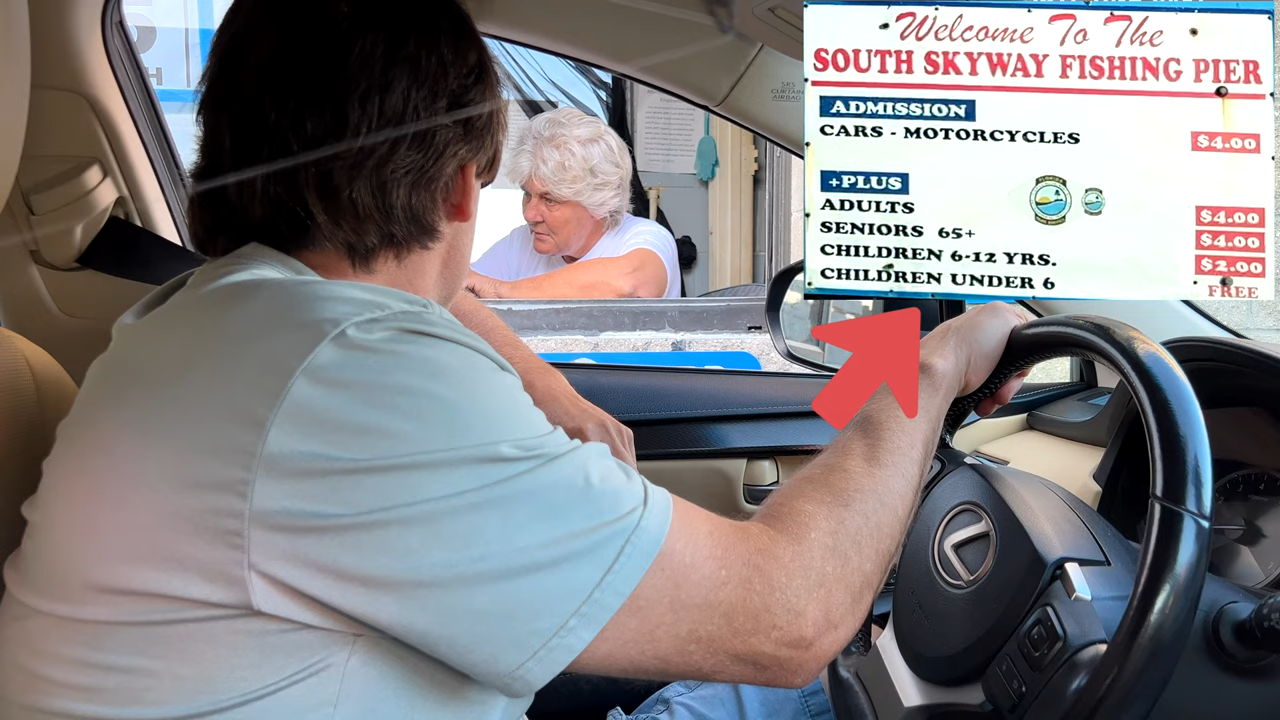 Welcome To The
SOUTH SKYWAY FISHING PIER
ADMISSION
CARS - MOTORCYCLES $4.00
+PLUS
ADULTS $4.00
SENIORS 65+ $4.00
CHILDREN 6-12 YRS. $2.00
CHILDREN UNDER 6 FREE
SRS
CURTAIN
AIRBAG